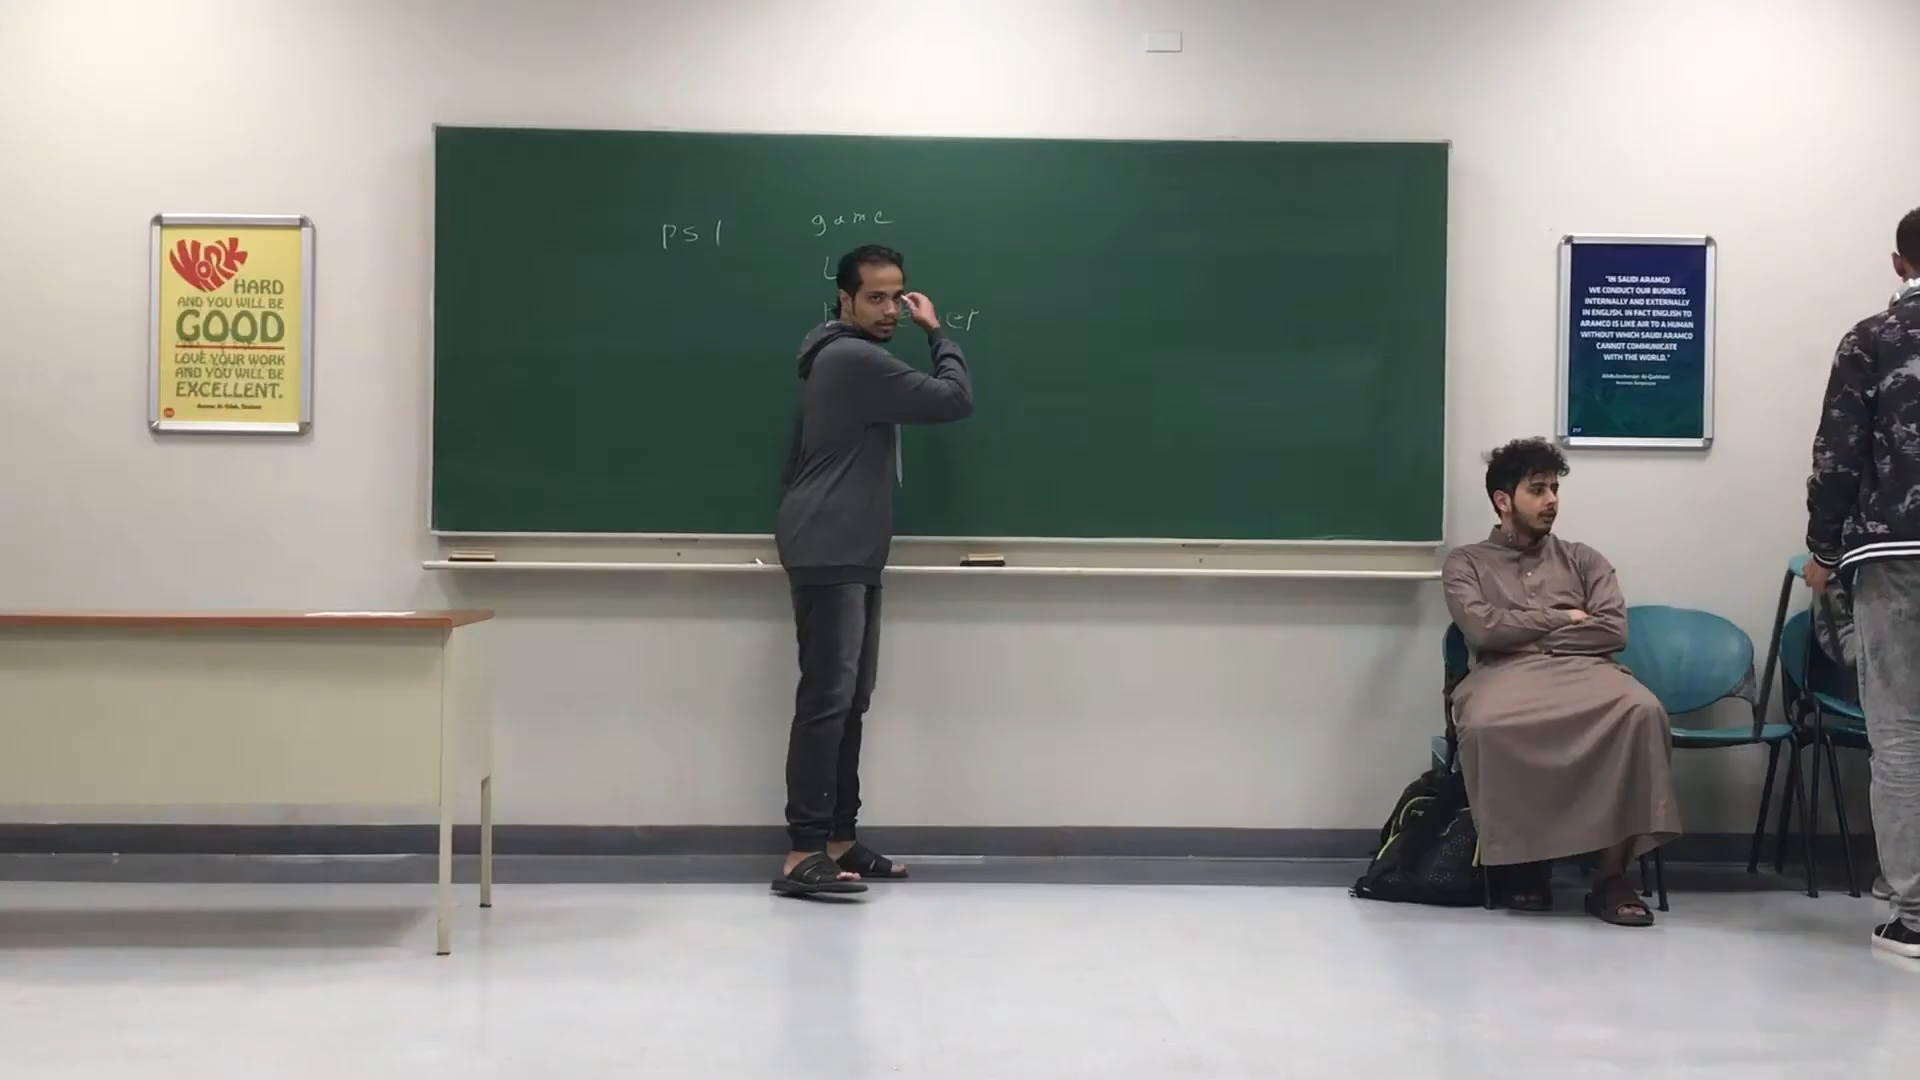 WORK
HARD
AND YOU WILL BE
GOOD
LOVE YOUR WORK
AND YOU WILL BE
EXCELLENT.
PS1
game
"IN SAUDI ARAMCO
WE CONDUCT OUR BUSINESS
INTERNALLY AND EXTERNALLY
IN ENGLISH. IN FACT ENGLISH TO
ARAMCO IS LIKE AIR TO A HUMAN
WITHOUT WHICH SAUDI ARAMCO
CANNOT COMMUNICATE
WITH THE WORLD."